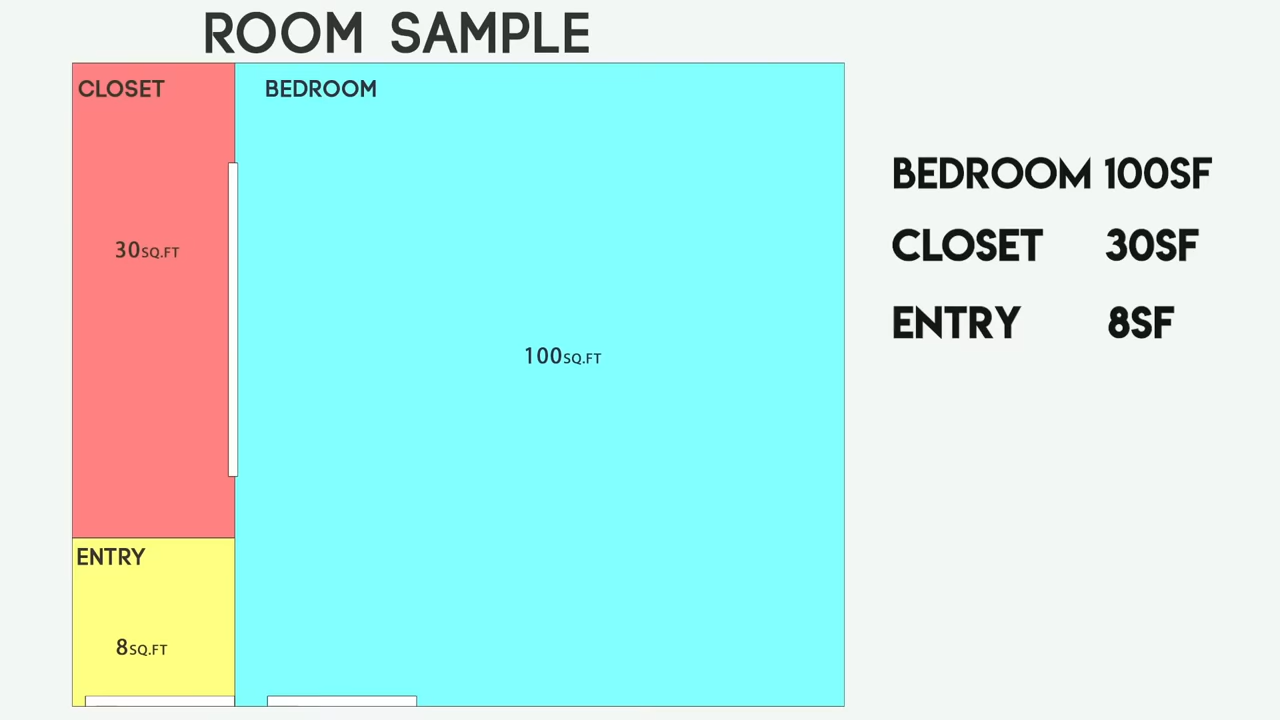 ROOM SAMPLE
CLOSET
BEDROOM
30SQ.FT
100SQ.FT
ENTRY
8SQ.FT
BEDROOM 100SF
CLOSET 30SF
ENTRY 8SF